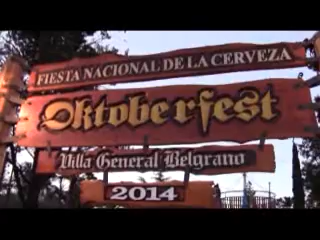 FIESTA NACIONAL DE LA CERVEZA
Oktoberfest
Villa General Belgrano
2014